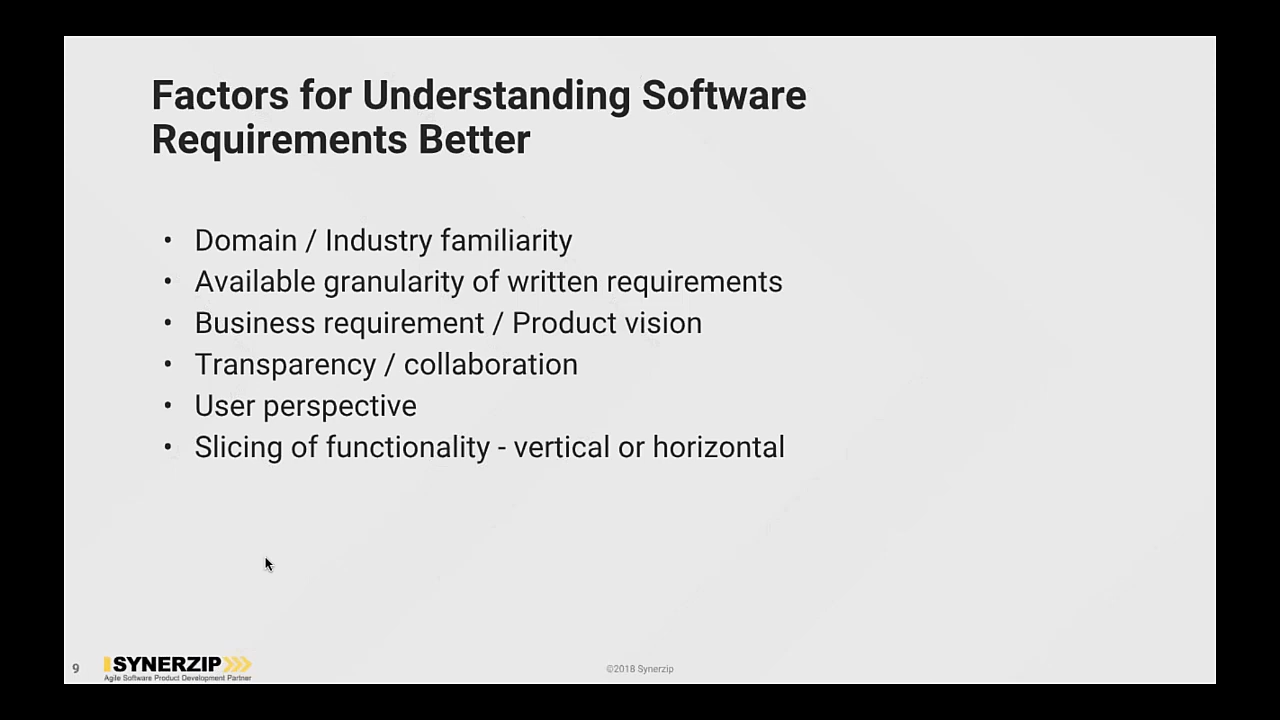 Factors for Understanding Software
Requirements Better
• Domain / Industry familiarity
• Available granularity of written requirements
• Business requirement / Product vision
• Transparency / collaboration
• User perspective
• Slicing of functionality - vertical or horizontal
9
SYNERZIP
Agile Software Product Development Partner
©2018 Synerzip